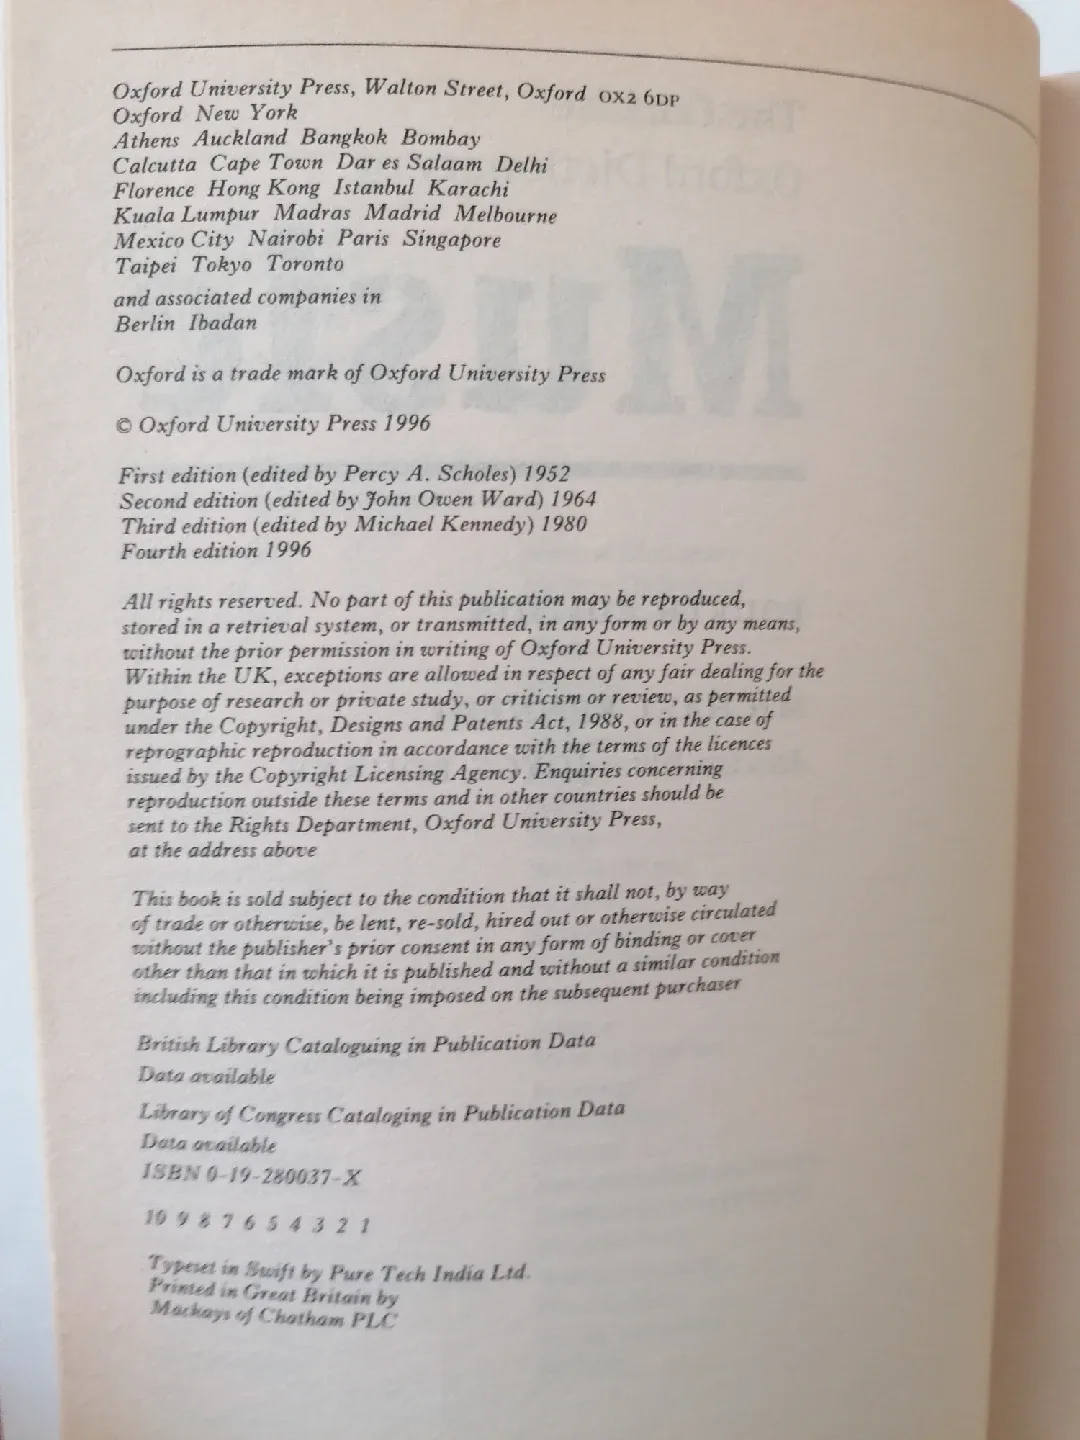 Oxford University Press, Walton Street, Oxford OX2 6DP
Oxford New York
Athens Auckland Bangkok Bombay
Calcutta Cape Town Dar es Salaam Delhi
Florence Hong Kong Istanbul Karachi
Kuala Lumpur Madras Madrid Melbourne
Mexico City Nairobi Paris Singapore
Taipei Tokyo Toronto
and associated companies in
Berlin Ibadan
Oxford is a trade mark of Oxford University Press
© Oxford University Press 1996
First edition (edited by Percy A. Scholes) 1952
Second edition (edited by John Owen Ward) 1964
Third edition (edited by Michael Kennedy) 1980
Fourth edition 1996
All rights reserved. No part of this publication may be reproduced,
stored in a retrieval system, or transmitted, in any form or by any means,
without the prior permission in writing of Oxford University Press.
Within the UK, exceptions are allowed in respect of any fair dealing for the
purpose of research or private study, or criticism or review, as permitted
under the Copyright, Designs and Patents Act, 1988, or in the case of
reprographic reproduction in accordance with the terms of the licences
issued by the Copyright Licensing Agency. Enquiries concerning
reproduction outside these terms and in other countries should be
sent to the Rights Department, Oxford University Press,
at the address above
This book is sold subject to the condition that it shall not, by way
of trade or otherwise, be lent, re-sold, hired out or otherwise circulated
without the publisher's prior consent in any form of binding or cover
other than that in which it is published and without a similar condition
including this condition being imposed on the subsequent purchaser
British Library Cataloguing in Publication Data
Data available
Library of Congress Cataloging in Publication Data
Data available
ISBN 0-19-280037-X
10 9 8 7 6 5 4 3 2 1
Typeset in Swift by Pure Tech India Ltd.
Printed in Great Britain by
Mackays of Chatham PLC